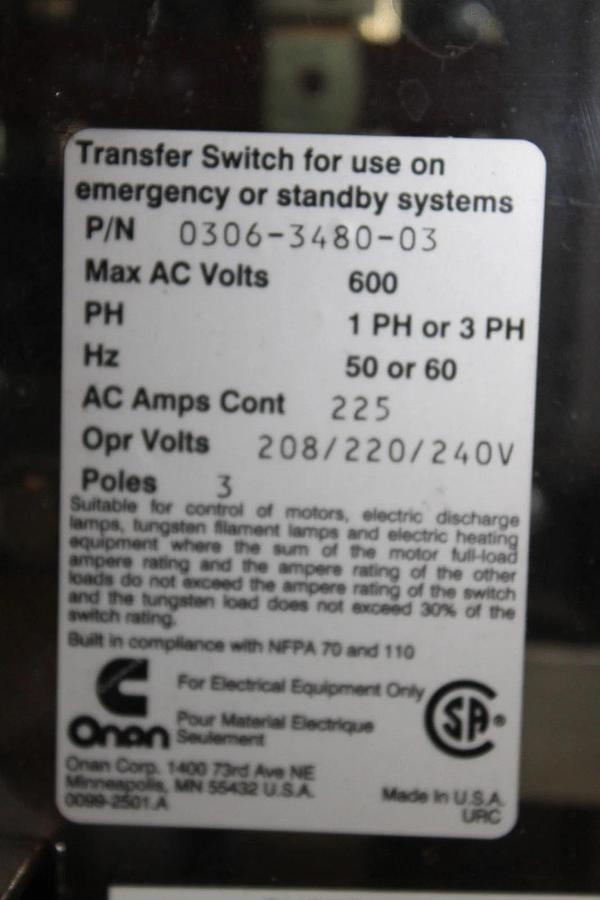 Transfer Switch for use on
emergency or standby systems
P/N 0306-3480-03
Max AC Volts 600
PH 1 PH or 3 PH
Hz 50 or 60
AC Amps Cont 225
Opr Volts 208/220/240V
Poles 3
Suitable for control of motors, electric discharge
lamps, tungsten filament lamps and electric heating
equipment where the sum of the motor full-load
ampere rating and the ampere rating of the other
loads do not exceed the ampere rating of the switch
and the tungsten load does not exceed 30% of the
switch rating.
Built in compliance with NFPA 70 and 110
For Electrical Equipment Only
Pour Material Electrique
Seulement
Onan
SA®
Onan Corp. 1400 73rd Ave NE
Minneapolis, MN 55432 U.S.A.
0099-2501.A
Made In U.S.A.
URC